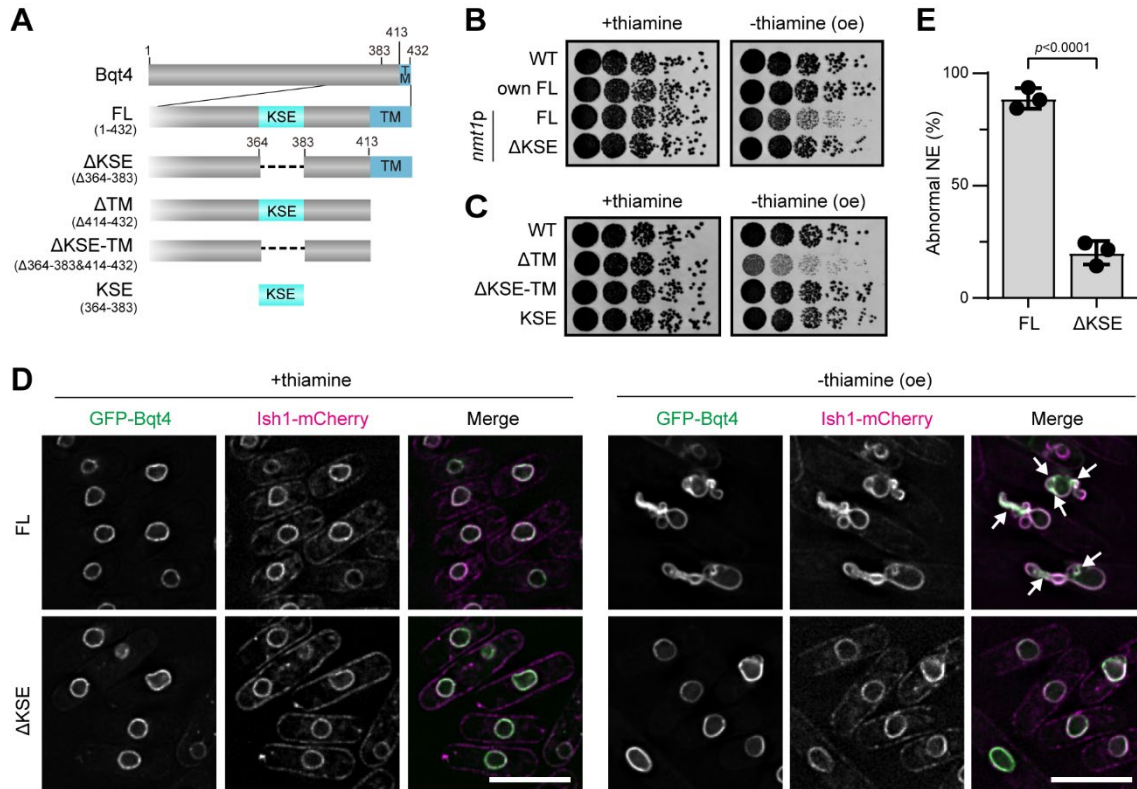 A
1
383
413
432
Bqt4
T
M
FL
(1-432)
KSE
TM
364
383
413
ΔKSE
(Δ364-383)
TM
ΔTM
(Δ414-432)
KSE
ΔKSE-TM
(Δ364-383&414-432)
KSE
(364-383)
KSE
B
+thiamine
-thiamine (oe)
WT
own FL
nmt1p
FL
ΔKSE
C
+thiamine
-thiamine (oe)
WT
ΔTM
ΔKSE-TM
KSE
E
p<0.0001
Abnormal NE (%)
100
50
0
FL
ΔKSE
D
+thiamine
-thiamine (oe)
GFP-Bqt4
Ish1-mCherry
Merge
GFP-Bqt4
Ish1-mCherry
Merge
FL
ΔKSE